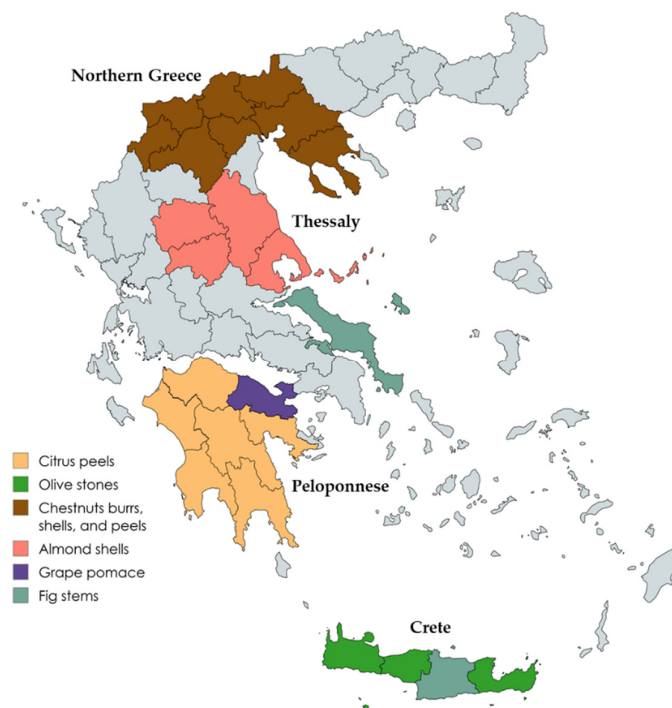 Northern Greece
Thessaly
Peloponnese
Citrus peels
Olive stones
Chestnuts burrs,
shells, and peels
Almond shells
Grape pomace
Fig stems
Crete